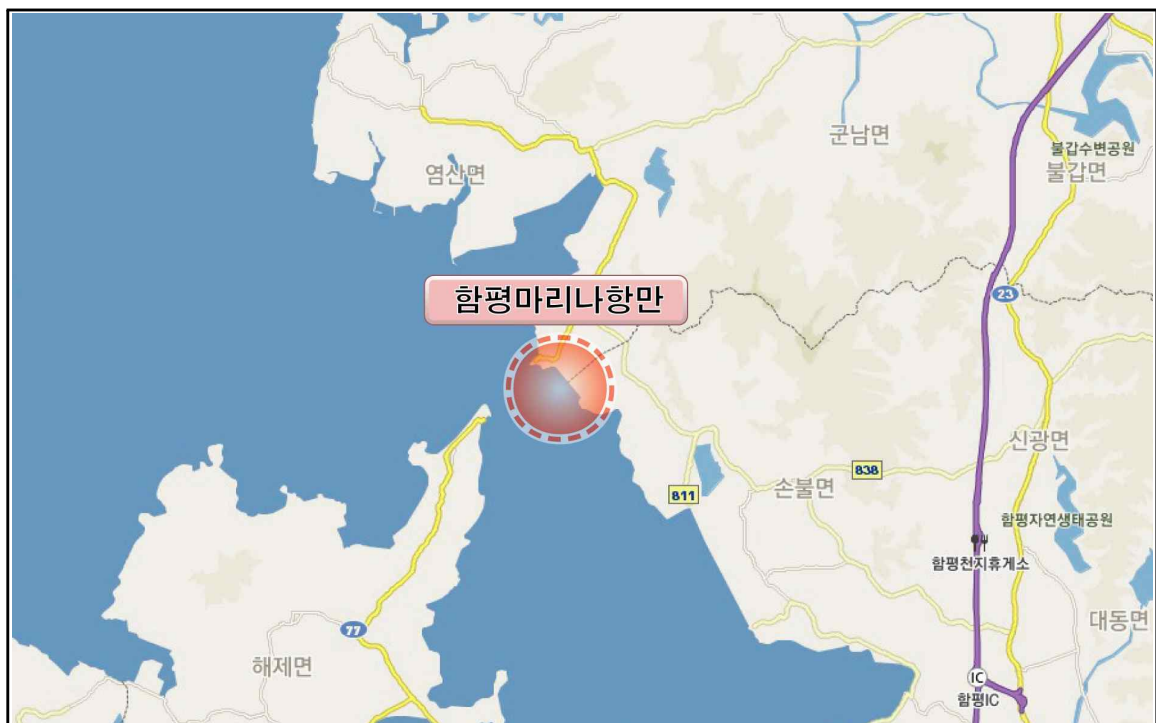 군남면
불갑수변공원
불갑면
염산면
23
함평마리나항만
신광면
838
손불면
811
함평자연생태공원
함평천지휴게소
대동면
77
해제면
IC
함평IC